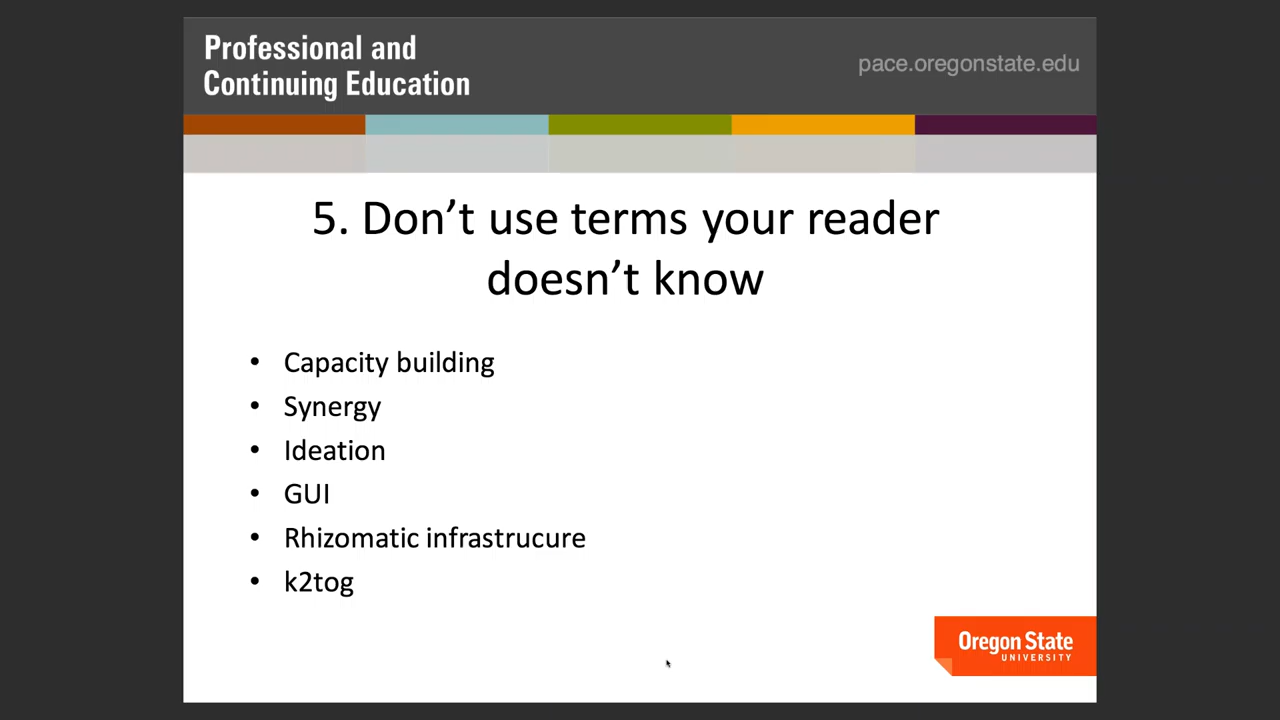 Professional and
Continuing Education
pace.oregonstate.edu
5. Don’t use terms your reader
doesn’t know
• Capacity building
• Synergy
• Ideation
• GUI
• Rhizomatic infrastrucure
• k2tog
Oregon State
UNIVERSITY